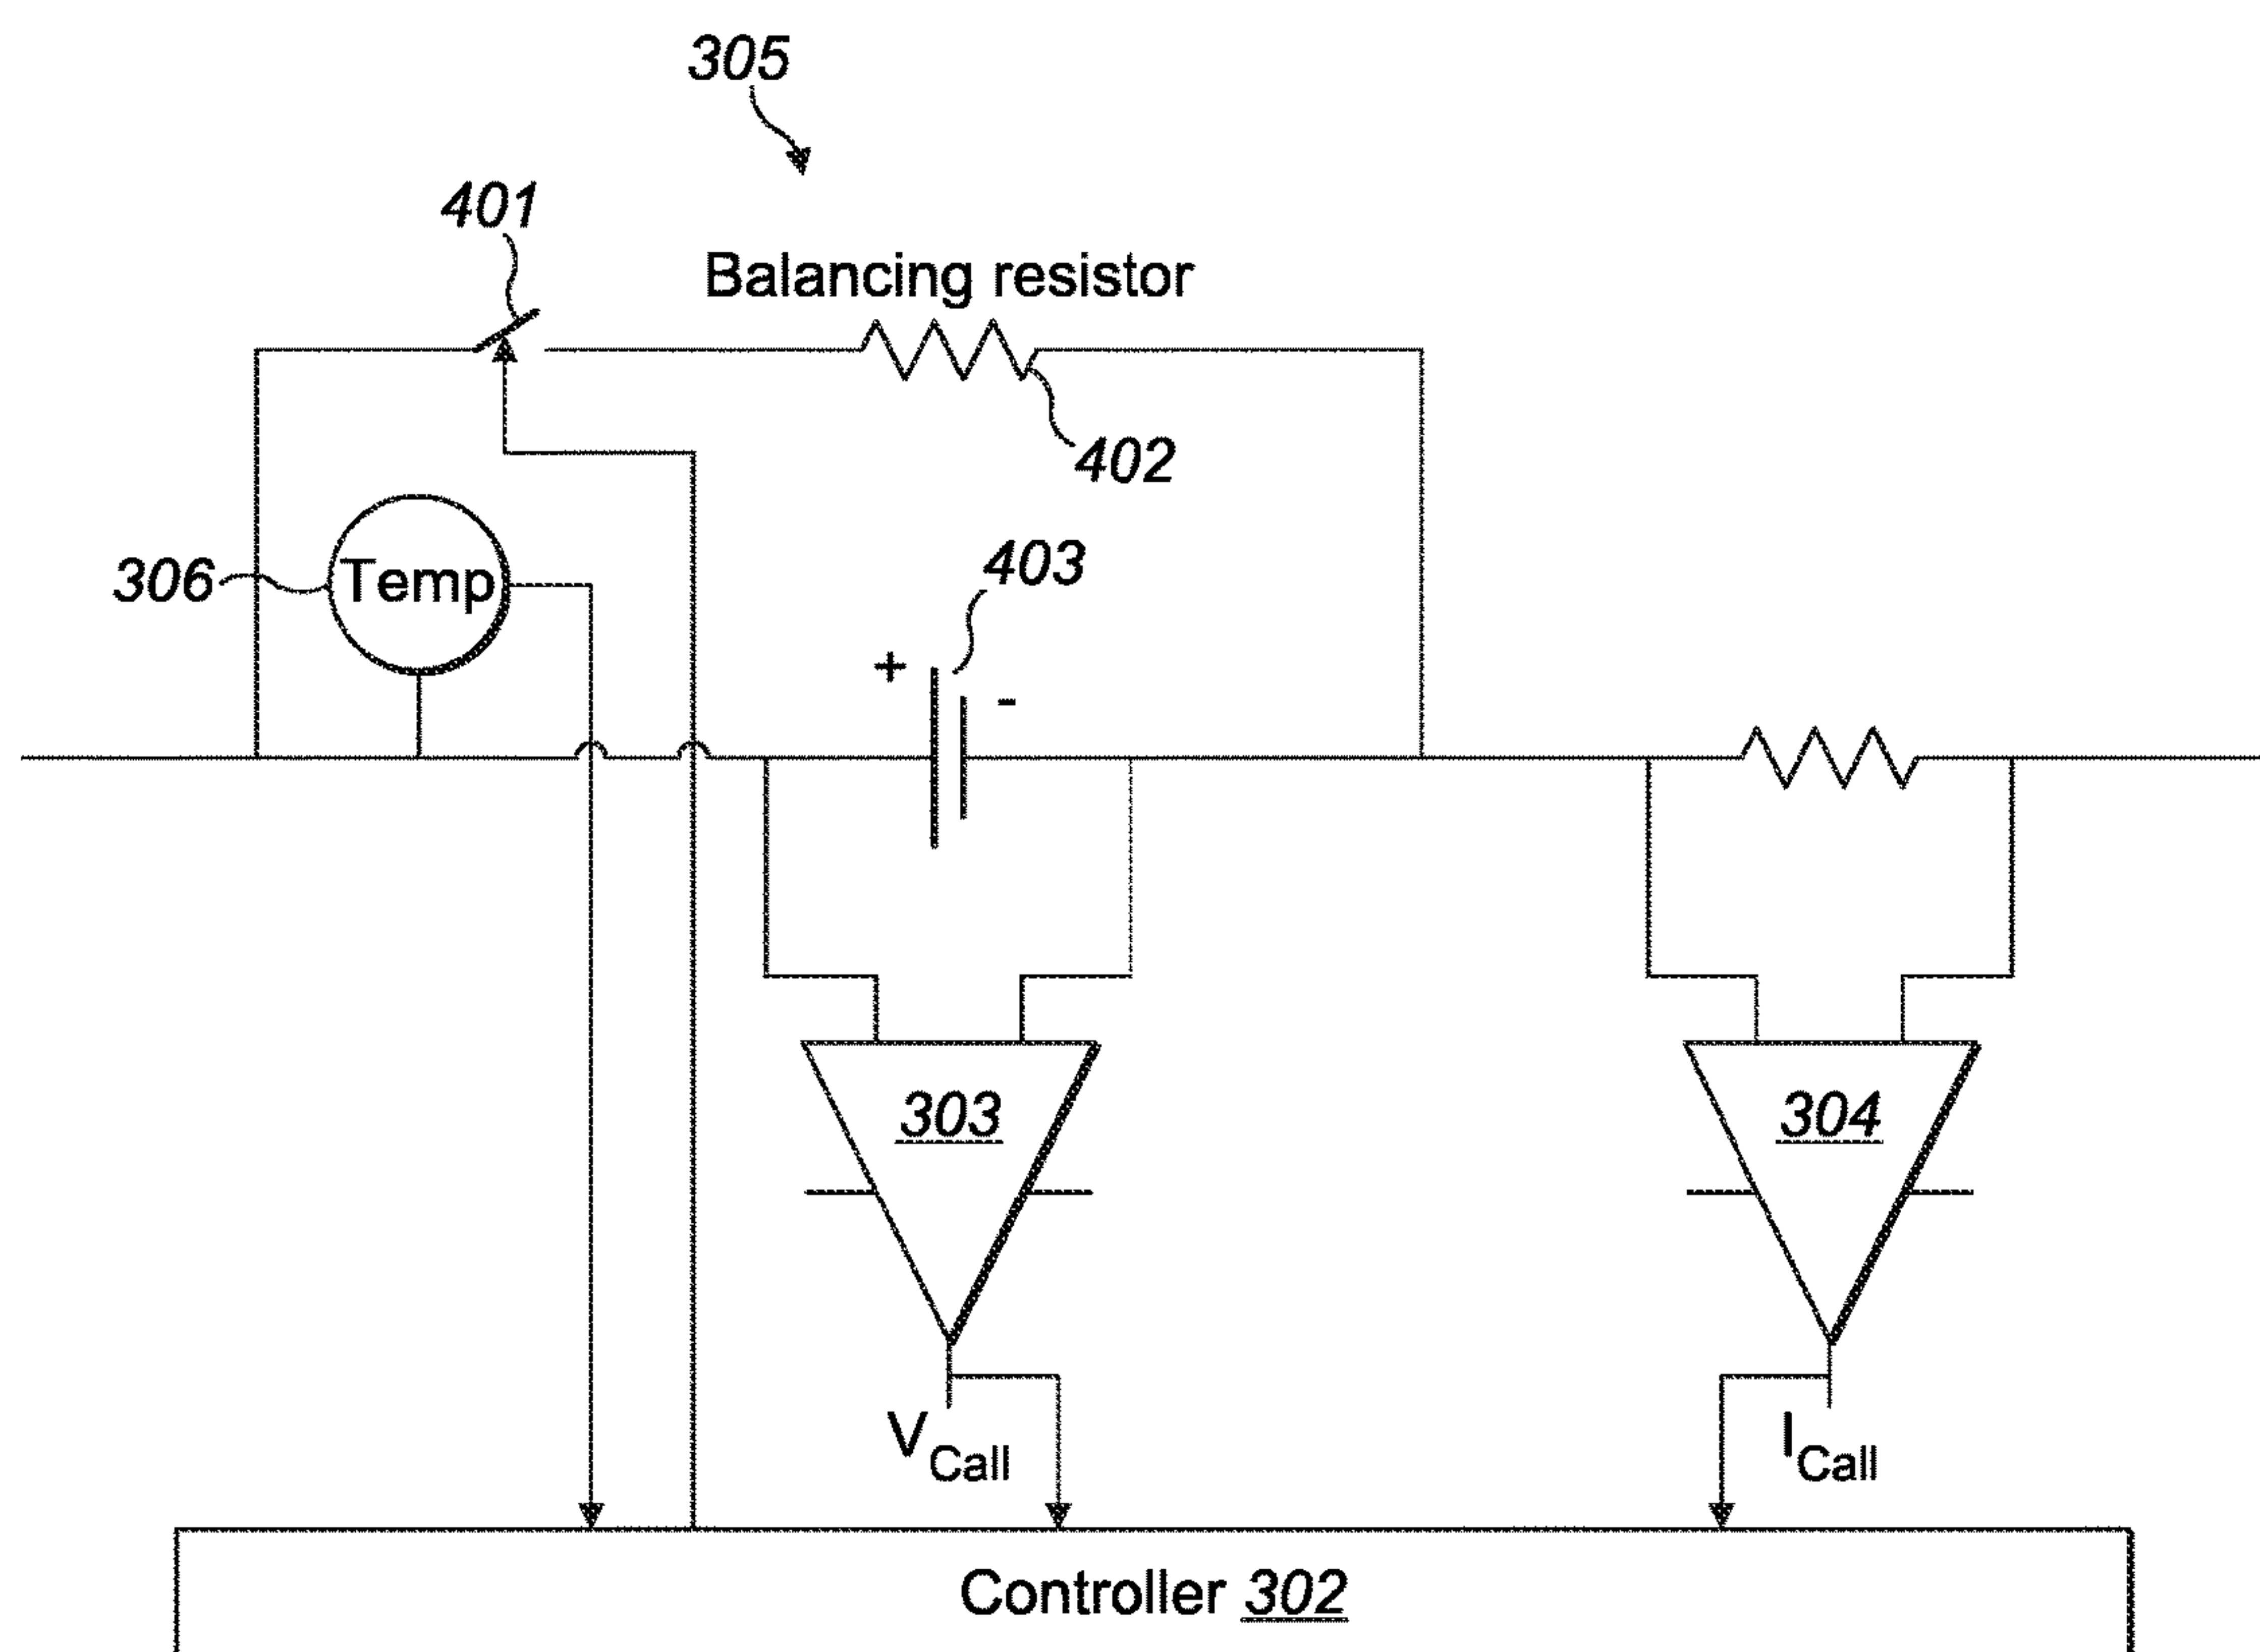 305
401
Balancing resistor
402
403
306
Temp
+
-
303
304
VCall
ICall
Controller 302